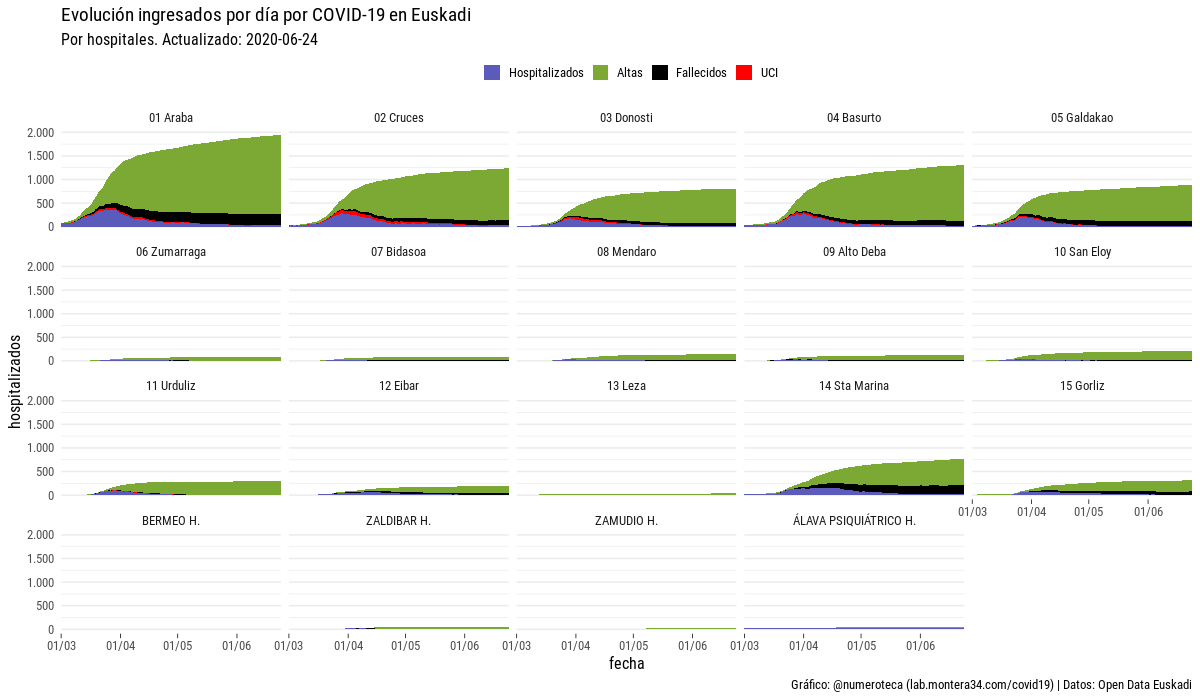 Evolución ingresados por día por COVID-19 en Euskadi
Por hospitales. Actualizado: 2020-06-24
Hospitalizados Altas Fallecidos UCI
01 Araba 02 Cruces 03 Donosti 04 Basurto 05 Galdakao
2.000
1.500
1.000
500
0
06 Zumarraga 07 Bidasoa 08 Mendaro 09 Alto Deba 10 San Eloy
2.000
1.500
1.000
500
0
hospitalizados
11 Urduliz 12 Eibar 13 Leza 14 Sta Marina 15 Gorliz
2.000
1.500
1.000
500
0
01/03 01/04 01/05 01/06
BERMEO H. ZALDIBAR H. ZAMUDIO H. ÁLAVA PSIQUIÁTRICO H.
2.000
1.500
1.000
500
0
01/03 01/04 01/05 01/06 01/03 01/04 01/05 01/06 01/03 01/04 01/05 01/06 01/03 01/04 01/05 01/06
fecha
Gráfico: @numeroteca (lab.montera34.com/covid19) | Datos: Open Data Euskadi